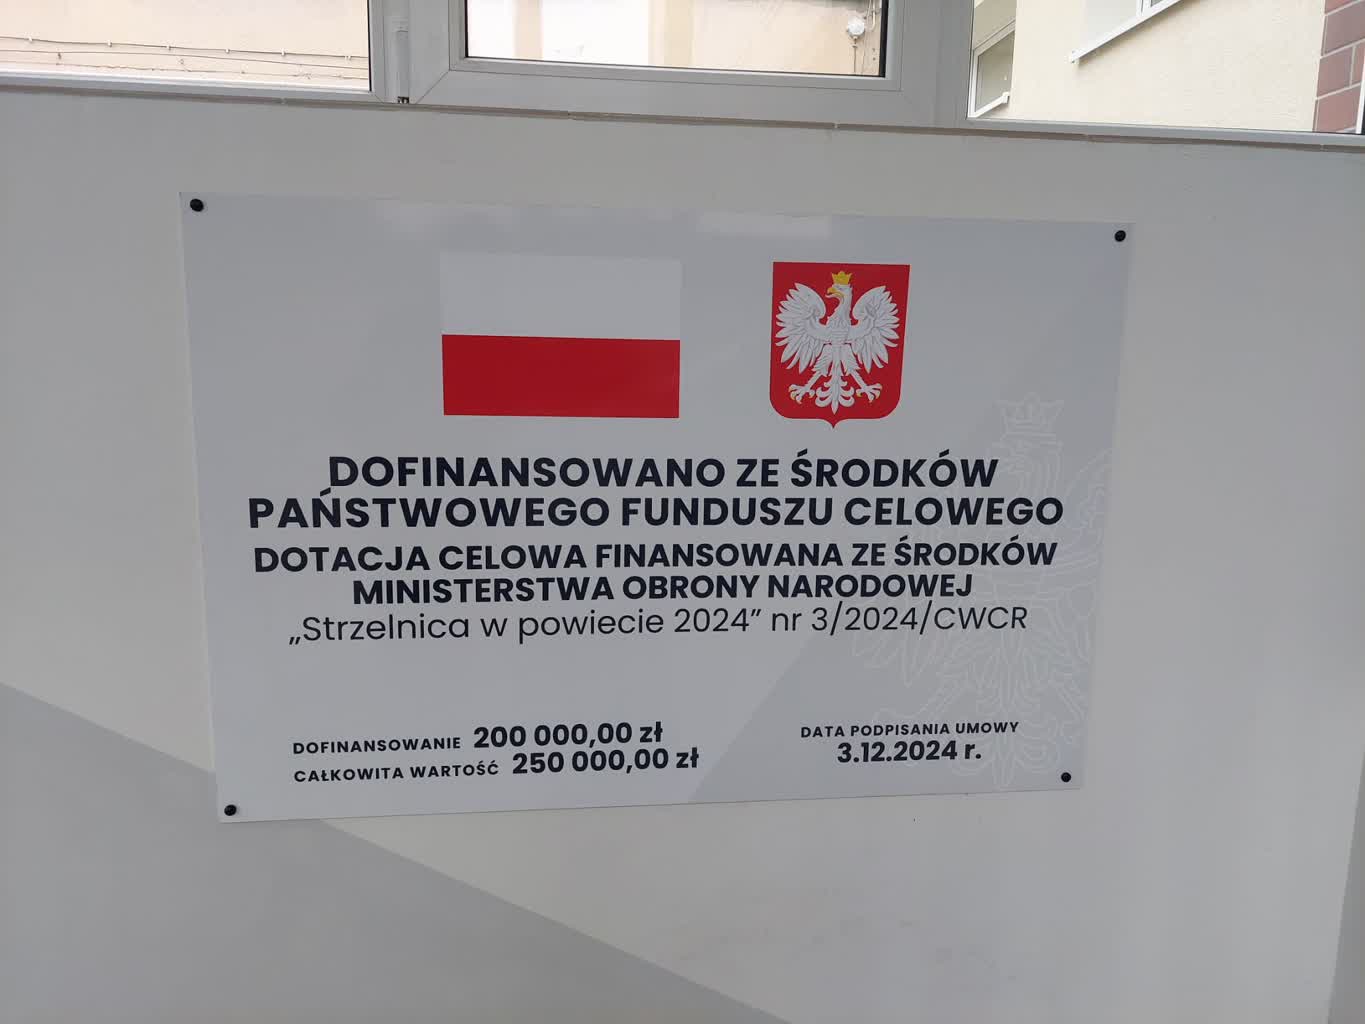 DOFINANSOWANO ZE ŚRODKÓW
PAŃSTWOWEGO FUNDUSZU CELOWEGO
DOTACJA CELOWA FINANSOWANA ZE ŚRODKÓW
MINISTERSTWA OBRONY NARODOWEJ
„Strzelnica w powiecie 2024” nr 3/2024/CWCR
DOFINANSOWANIE 200 000,00 zł
CAŁKOWITA WARTOŚĆ 250 000,00 zł
DATA PODPISANIA UMOWY
3.12.2024 r.